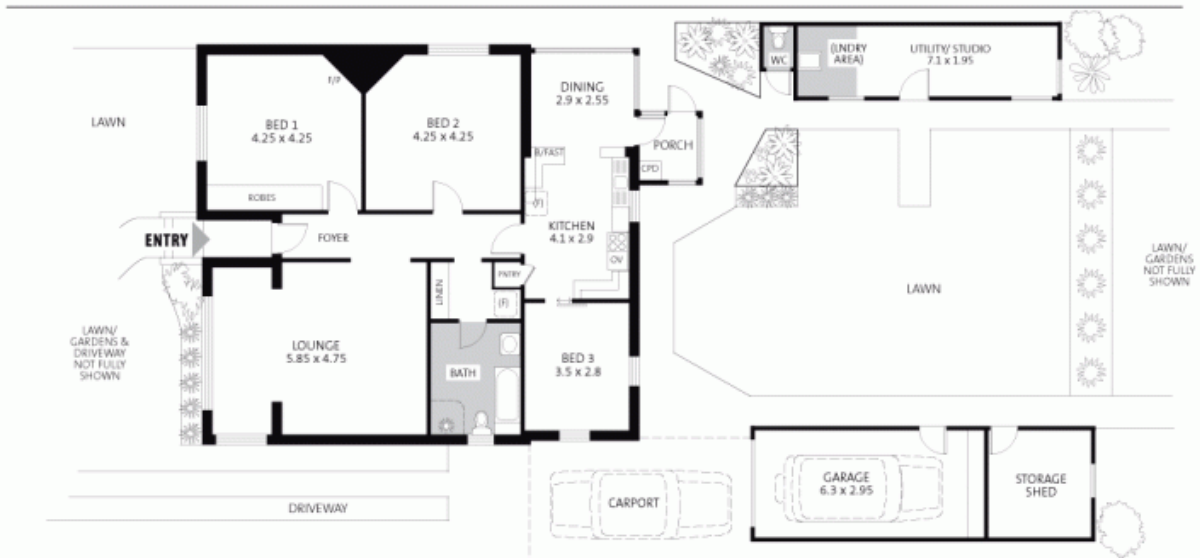 LAWN
F/P
BED 1
4.25 x 4.25
BED 2
4.25 x 4.25
ROBES
DINING
2.9 x 2.55
B/FAST
PORCH
CPD
(F)
KITCHEN
4.1 x 2.9
OV
ENTRY
FOYER
LINEN
PNTRY
(F)
LOUNGE
5.85 x 4.75
BATH
BED 3
3.5 x 2.8
LAWN/
GARDENS &
DRIVEWAY
NOT FULLY
SHOWN
DRIVEWAY
CARPORT
WC
(LNDRY
AREA)
UTILITY/ STUDIO
7.1 x 1.95
LAWN
LAWN/
GARDENS
NOT FULLY
SHOWN
GARAGE
6.3 x 2.95
STORAGE
SHED